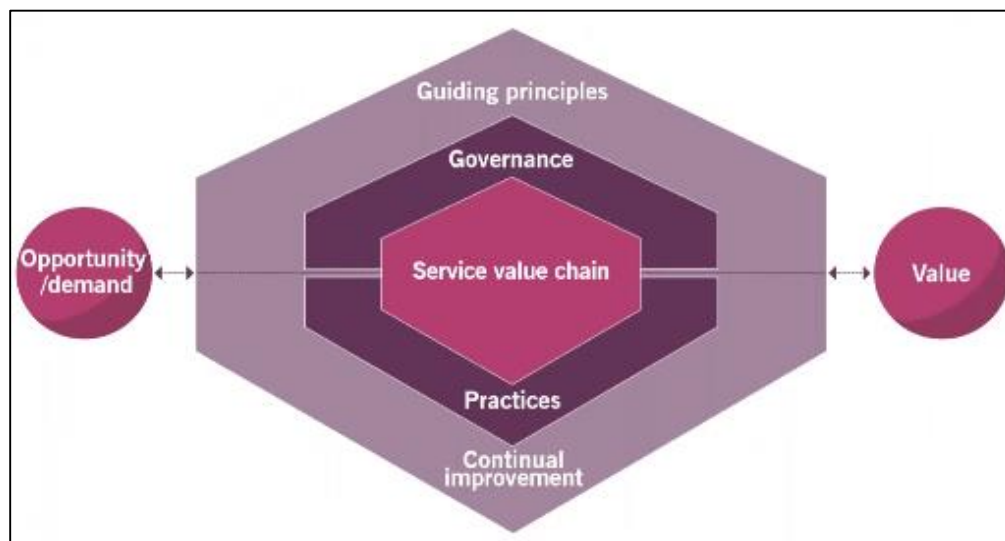 Guiding principles
Governance
Opportunity
/demand
Service value chain
Value
Practices
Continual
improvement